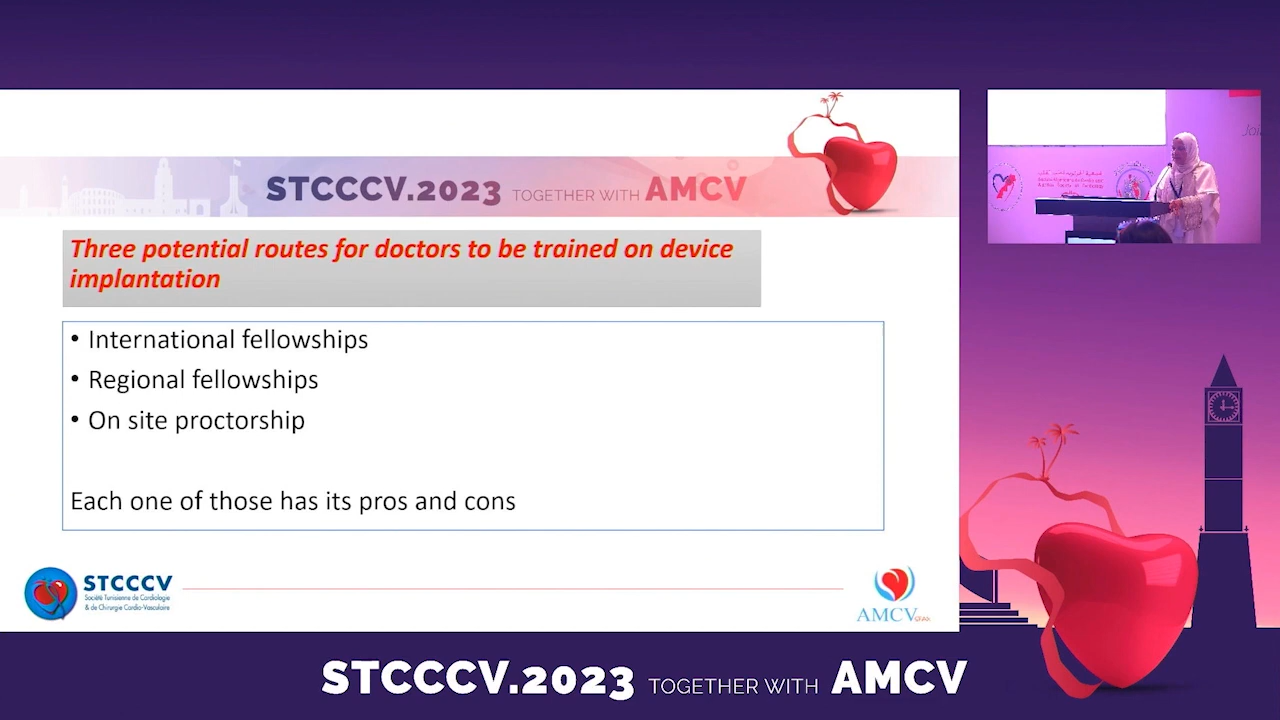 STCCCV.2023 TOGETHER WITH AMCV
Three potential routes for doctors to be trained on device
implantation
• International fellowships
• Regional fellowships
• On site proctorship
Each one of those has its pros and cons
STCCCV
Société Tunisienne de Cardiologie
& de Chirurgie Cardio-Vasculaire
AMCV
STCCCV.2023 TOGETHER WITH AMCV